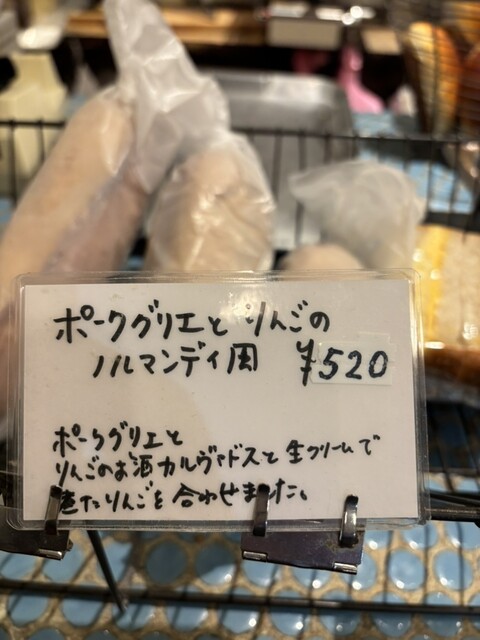 ポークグリエとりんごの
ノルマンディ風 ¥520
ポークグリエと
りんごのお酒カルヴァドスと生クリームで
煮たりんごを合わせました。